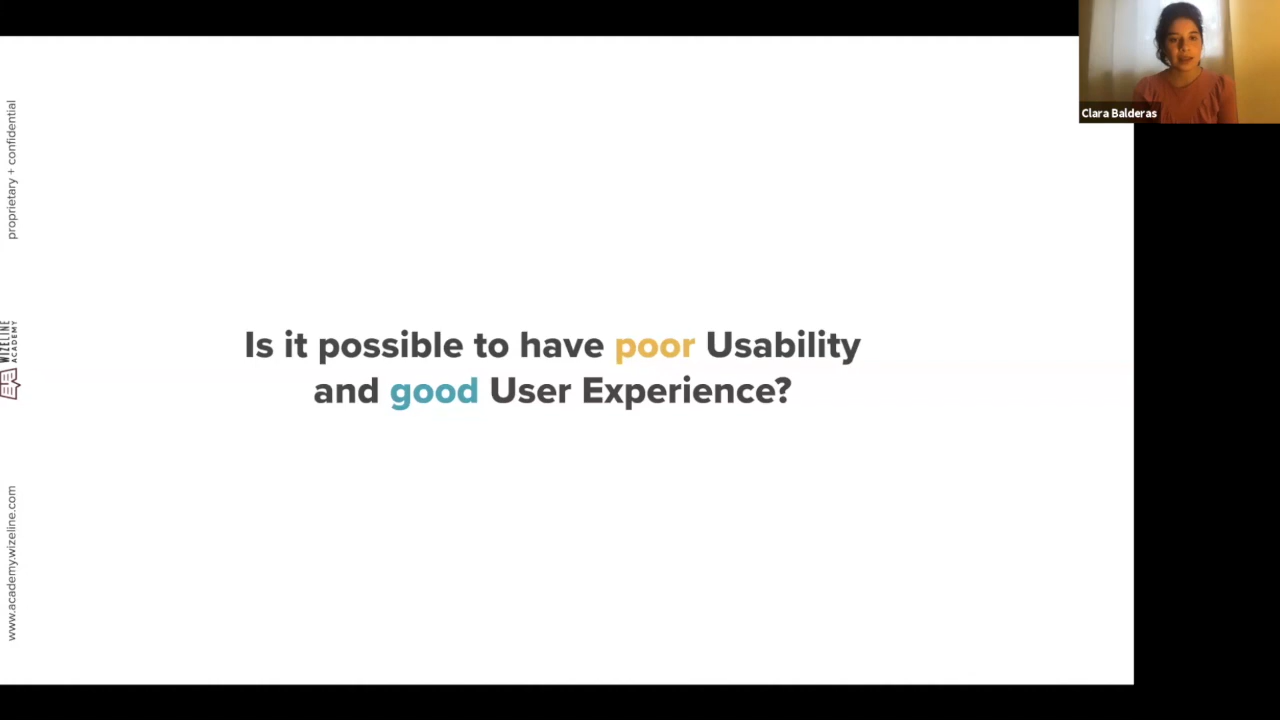 proprietary + confidential
WIZELINE
ACADEMY
www.academy.wizeline.com
Is it possible to have poor Usability
and good User Experience?
Clara Balderas